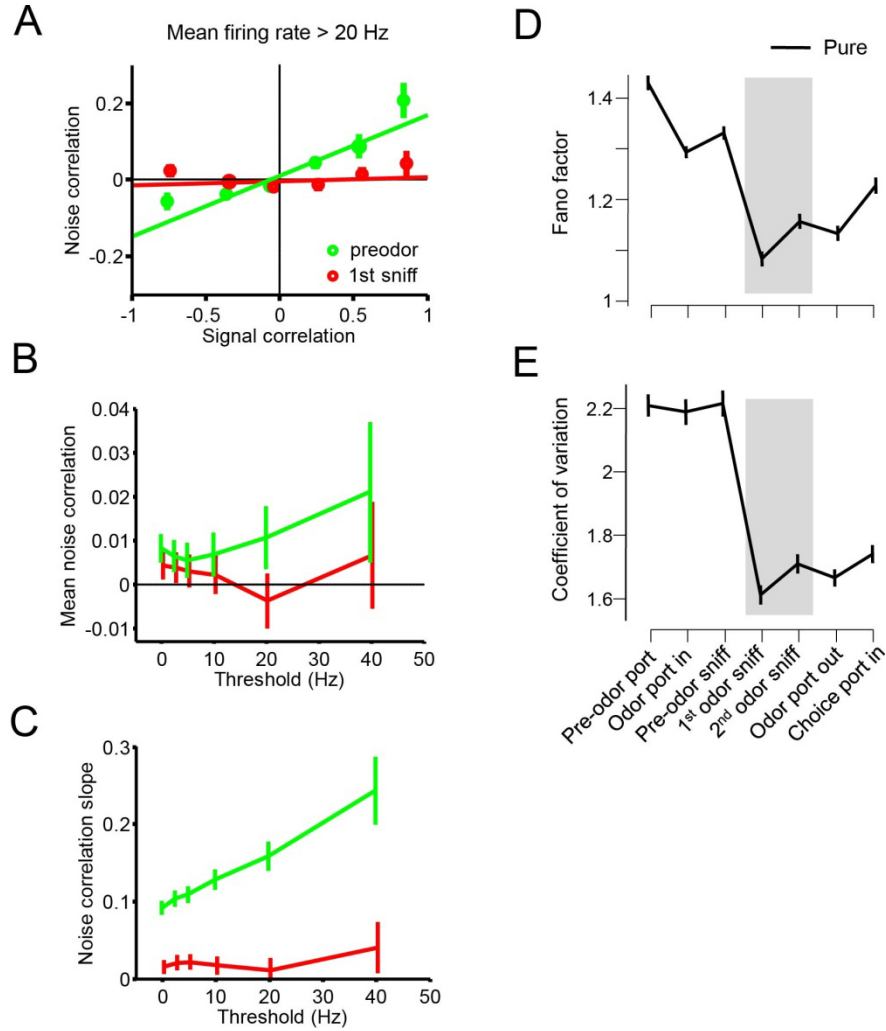 A
Mean firing rate > 20 Hz
Noise correlation
0.2
0
-0.2
preodor
1st sniff
-1
-0.5
0
0.5
1
Signal correlation
B
Mean noise correlation
0.04
0.03
0.02
0.01
0
-0.01
0
10
20
30
40
50
Threshold (Hz)
C
Noise correlation slope
0.3
0.2
0.1
0
0
10
20
30
40
50
Threshold (Hz)
D
Pure
Fano factor
1.4
1.2
1
E
Coefficient of variation
2.2
2
1.8
1.6
Pre-odor port
Odor port in
Pre-odor sniff
1st odor sniff
2nd odor sniff
Odor port out
Choice port in